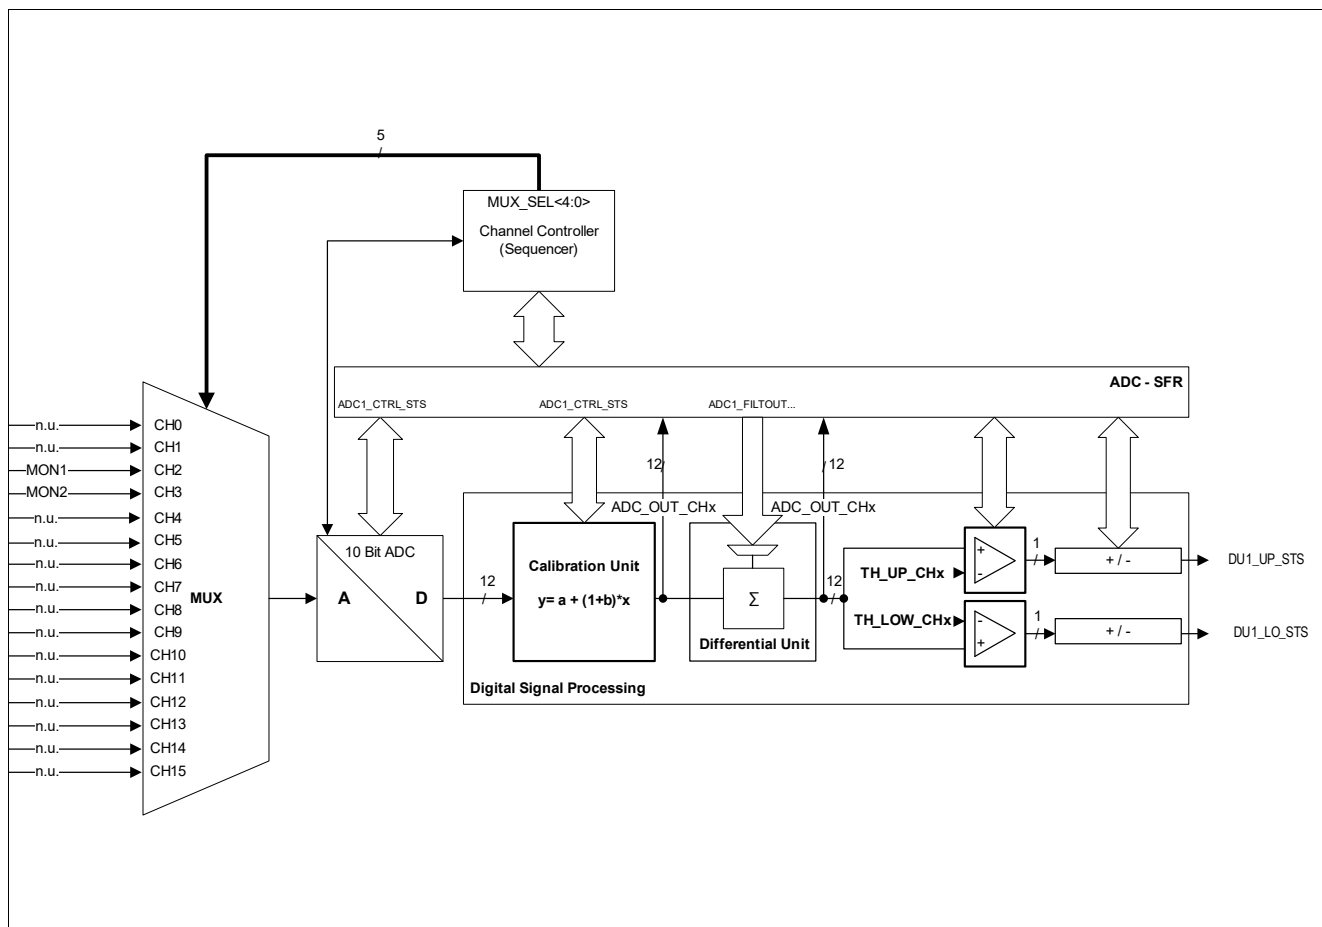 5
MUX_SEL<4:0>
Channel Controller
(Sequencer)
ADC - SFR
ADC1_CTRL_STS
ADC1_CTRL_STS
ADC1_FILTOUT...
n.u.
CH0
n.u.
CH1
MON1
CH2
MON2
CH3
n.u.
CH4
n.u.
CH5
n.u.
CH6
n.u.
CH7
n.u.
CH8
n.u.
CH9
n.u.
CH10
n.u.
CH11
n.u.
CH12
n.u.
CH13
n.u.
CH14
n.u.
CH15
MUX
10 Bit ADC
A
D
12
12
12
ADC_OUT_CHx
ADC_OUT_CHx
Calibration Unit
y= a + (1+b)*x
Σ
Differential Unit
12
TH_UP_CHx
TH_LOW_CHx
+
-
-
+
1
1
+ / -
+ / -
DU1_UP_STS
DU1_LO_STS
Digital Signal Processing